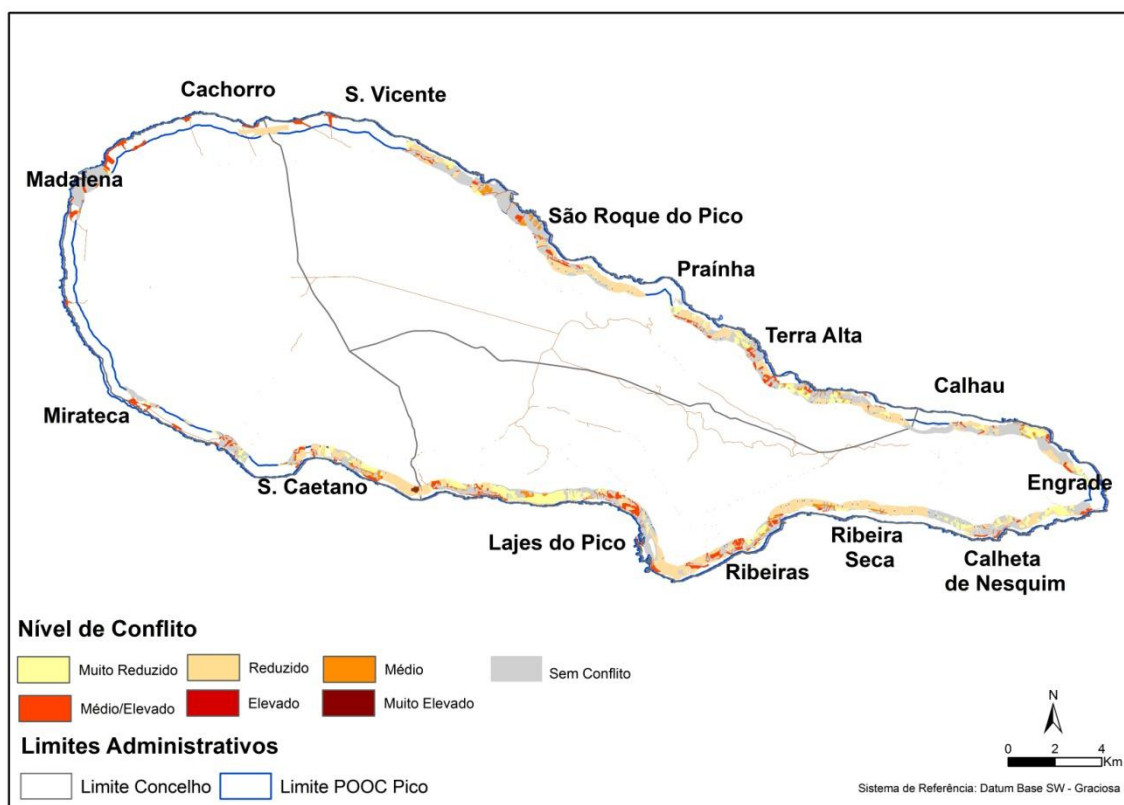 Cachorro
S. Vicente
Madalena
São Roque do Pico
Praínha
Terra Alta
Calhau
Mirateca
S. Caetano
Engrade
Lajes do Pico
Ribeiras
Ribeira
Seca
Calheta
de Nesquim
Nível de Conflito
Muito Reduzido
Reduzido
Médio
Sem Conflito
Médio/Elevado
Elevado
Muito Elevado
Limites Administrativos
Limite Concelho
Limite POOC Pico
N
0 2 4
Km
Sistema de Referência: Datum Base SW - Graciosa